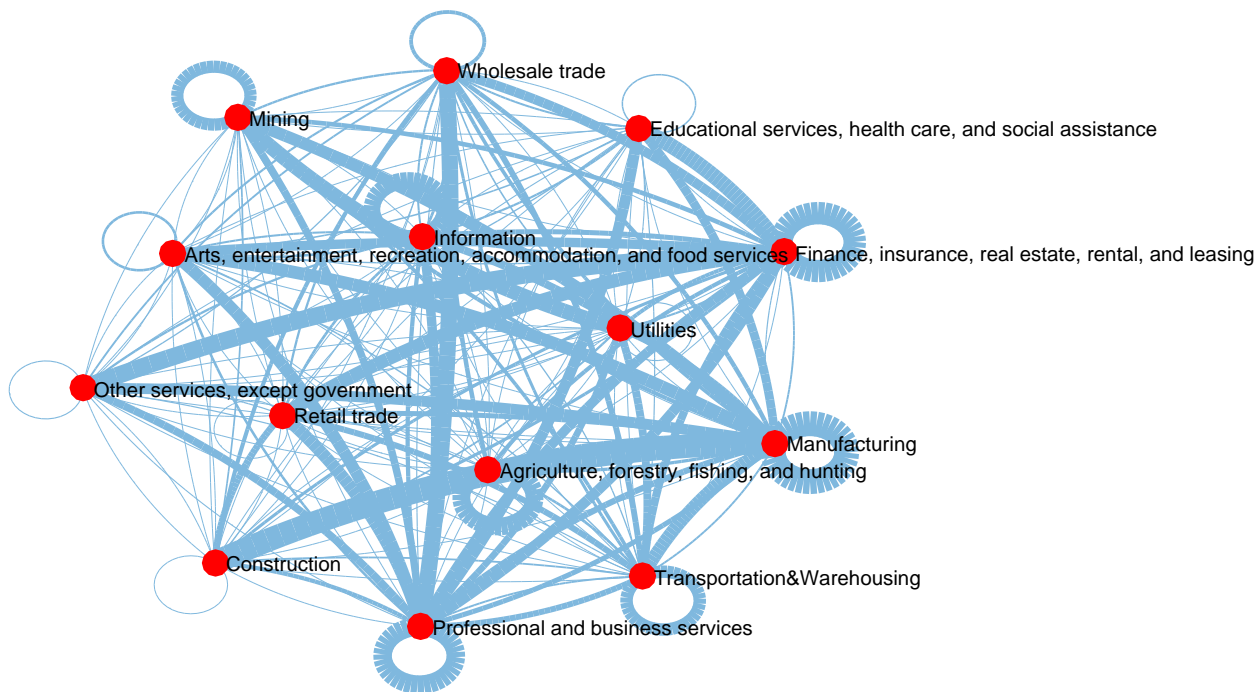 Wholesale trade
Mining
Educational services, health care, and social assistance
Information
Arts, entertainment, recreation, accommodation, and food services
Finance, insurance, real estate, rental, and leasing
Utilities
Other services, except government
Retail trade
Manufacturing
Agriculture, forestry, fishing, and hunting
Construction
Transportation&Warehousing
Professional and business services